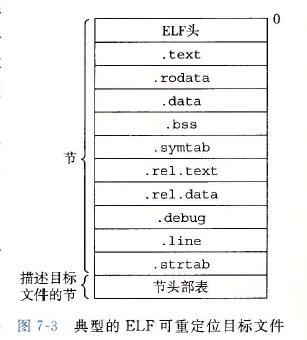 0
ELF头
.text
.rodata
.data
.bss
节
.symtab
.rel.text
.rel.data
.debug
.line
.strtab
描述目标
文件的节
节头部表
图 7-3 典型的 ELF 可重定位目标文件